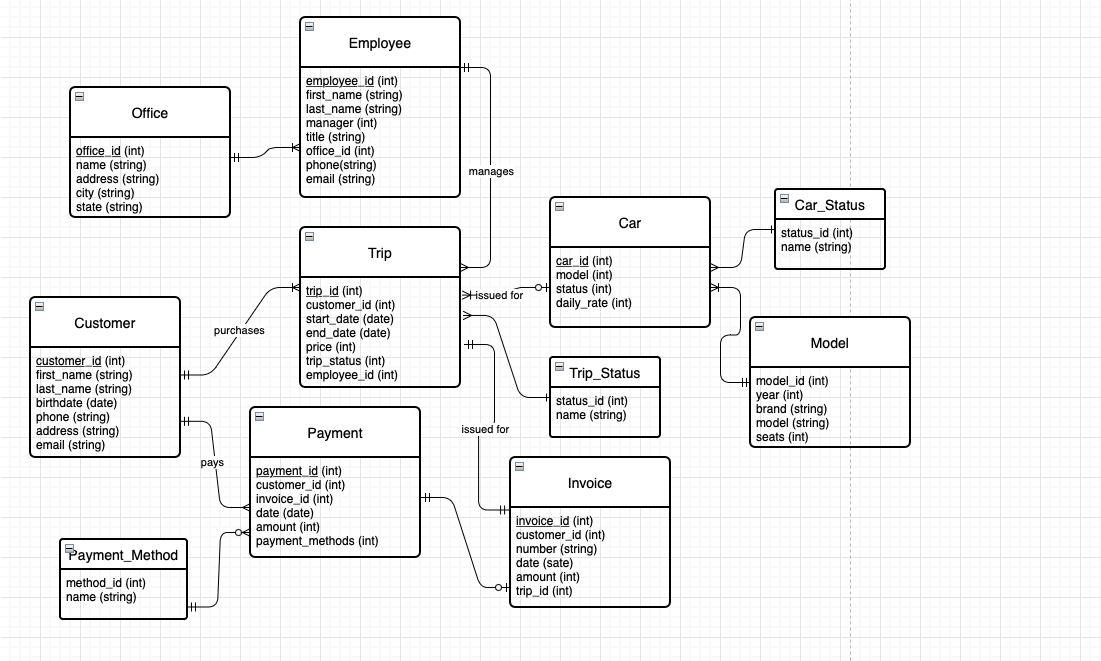 Employee
employee_id (int)
first_name (string)
last_name (string)
manager (int)
title (string)
office_id (int)
phone(string)
email (string)
Office
office_id (int)
name (string)
address (string)
city (string)
state (string)
manages
Trip
trip_id (int)
customer_id (int)
start_date (date)
end_date (date)
price (int)
trip_status (int)
employee_id (int)
issued for
Car
car_id (int)
model (int)
status (int)
daily_rate (int)
Car_Status
status_id (int)
name (string)
Customer
customer_id (int)
first_name (string)
last_name (string)
birthdate (date)
phone (string)
address (string)
email (string)
purchases
Model
model_id (int)
year (int)
brand (string)
model (string)
seats (int)
Trip_Status
status_id (int)
name (string)
issued for
pays
Payment
payment_id (int)
customer_id (int)
invoice_id (int)
date (date)
amount (int)
payment_methods (int)
Invoice
invoice_id (int)
customer_id (int)
number (string)
date (sate)
amount (int)
trip_id (int)
Payment_Method
method_id (int)
name (string)